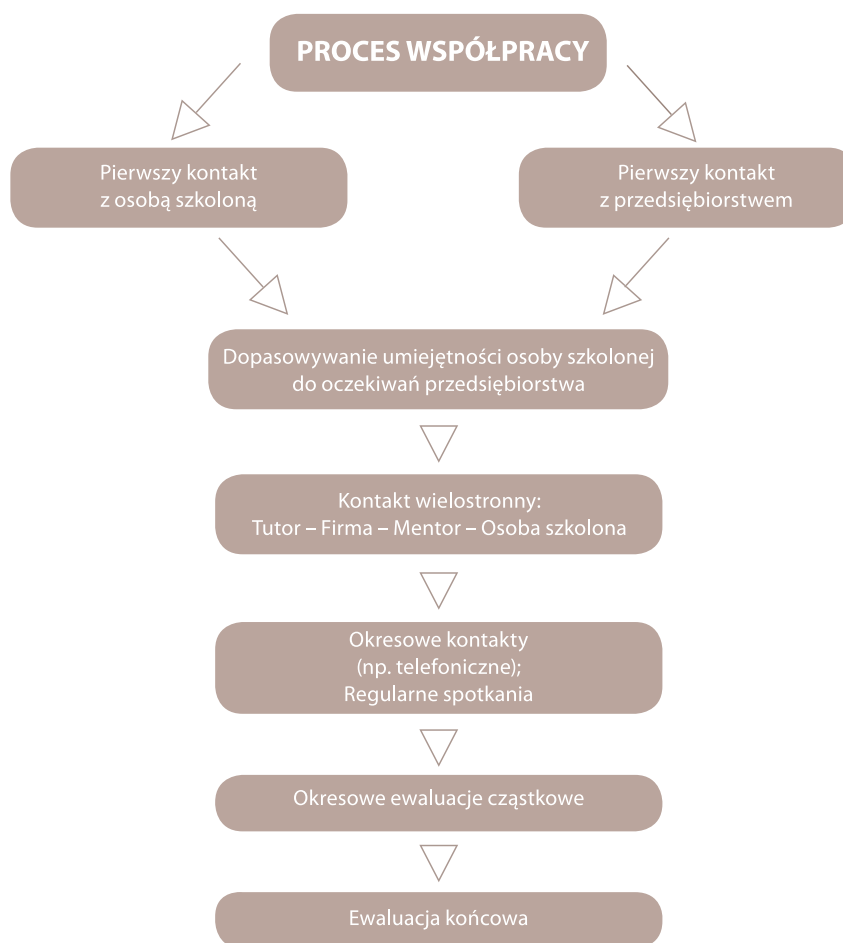 PROCES WSPÓŁPRACY
Pierwszy kontakt
z osobą szkoloną
Pierwszy kontakt
z przedsiębiorstwem
Dopasowywanie umiejętności osoby szkolonej
do oczekiwań przedsiębiorstwa
Kontakt wielostronny:
Tutor – Firma – Mentor – Osoba szkolona
Okresowe kontakty
(np. telefoniczne);
Regularne spotkania
Okresowe ewaluacje cząstkowe
Ewaluacja końcowa